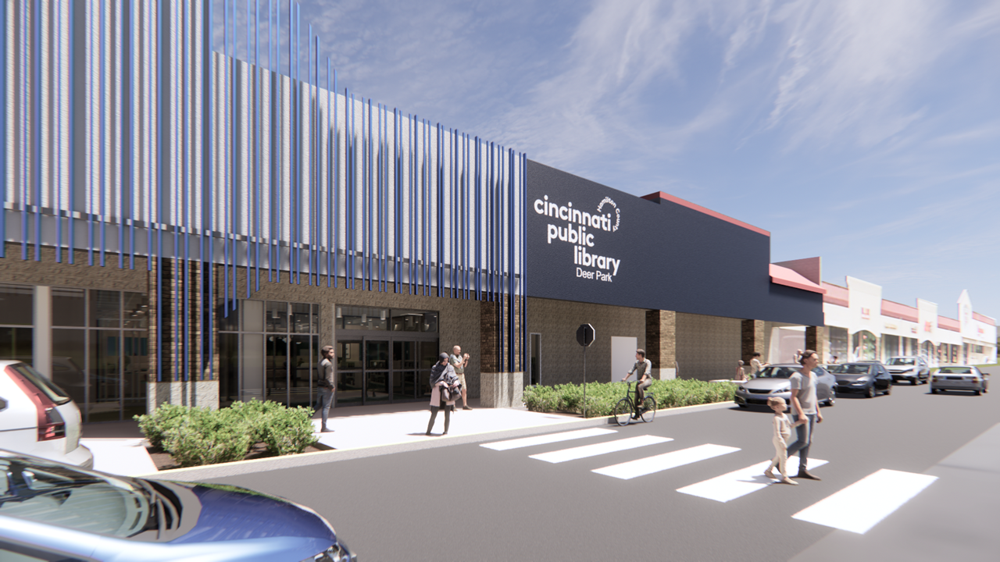 cincinnati
Hamilton County
public
library
Deer Park